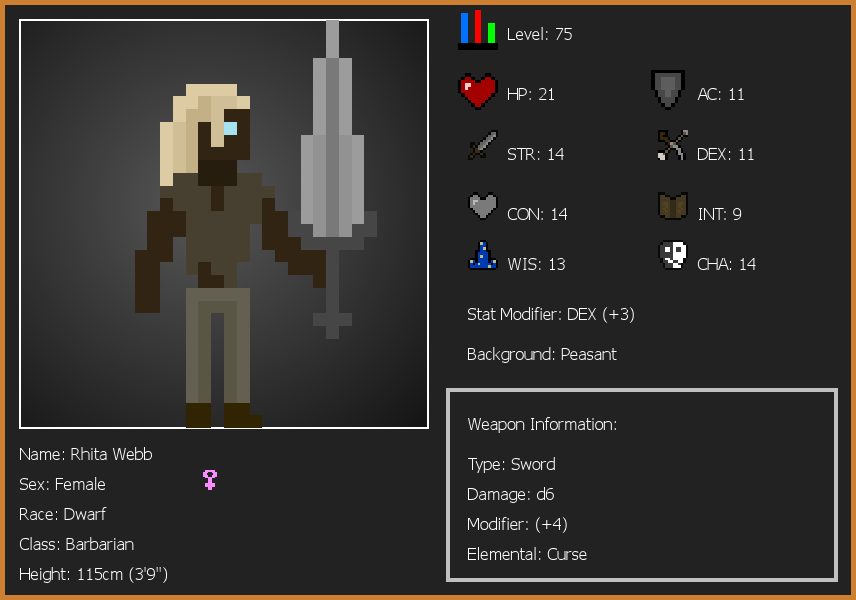 Level: 75
HP: 21
AC: 11
STR: 14
DEX: 11
CON: 14
INT: 9
WIS: 13
CHA: 14
Stat Modifier: DEX (+3)
Background: Peasant
Weapon Information:
Type: Sword
Damage: d6
Modifier: (+4)
Elemental: Curse
Name: Rhita Webb
Sex: Female
Race: Dwarf
Class: Barbarian
Height: 115cm (3'9")